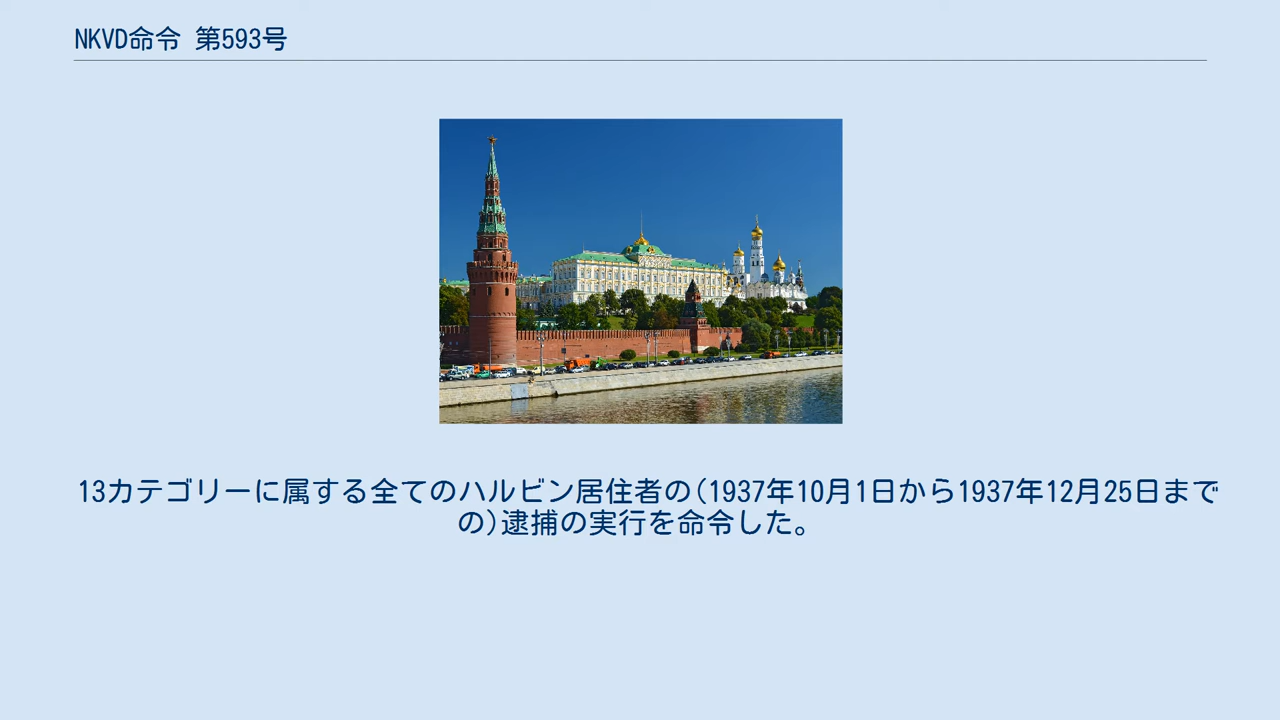 NKVD命令 第593号
13カテゴリーに属する全てのハルビン居住者の(1937年10月1日から1937年12月25日まで
の)逮捕の実行を命令した。